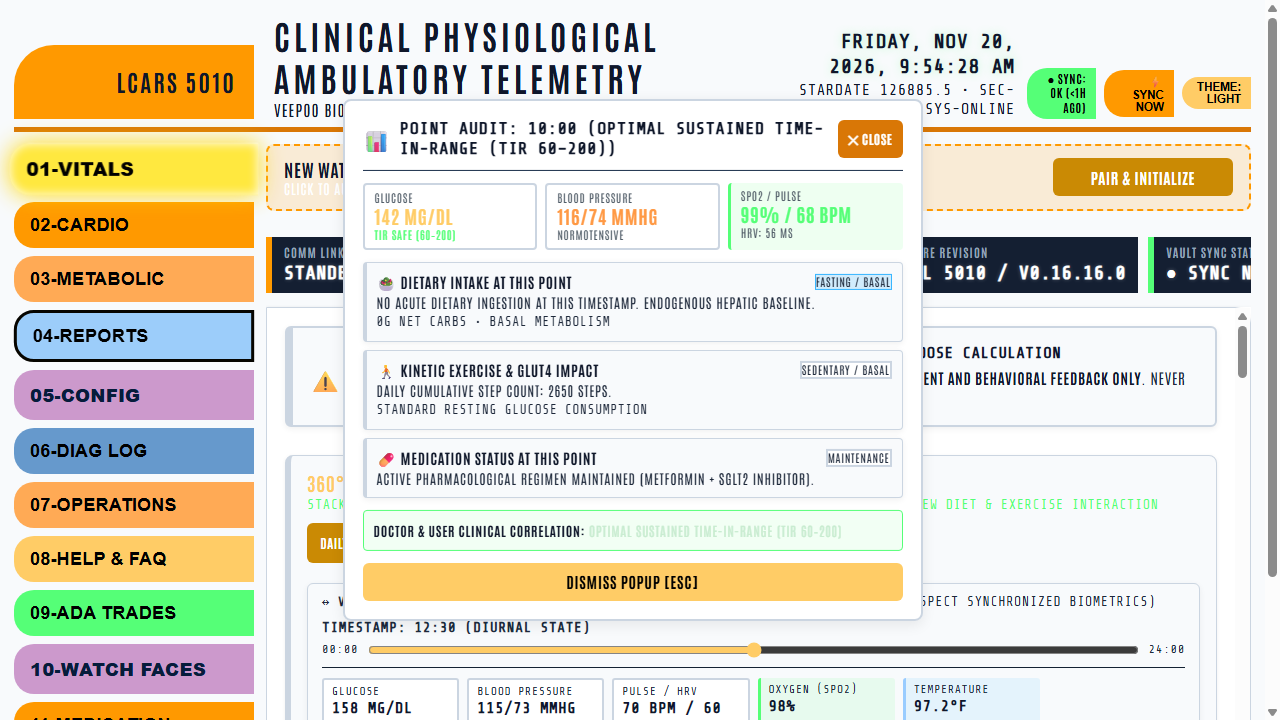 LCARS 5010
CLINICAL PHYSIOLOGICAL
AMBULATORY TELEMETRY
VEEPOO BIO
FRIDAY, NOV 20,
2026, 9:54:28 AM
STARDATE 126885.5 · SEC-
SYS-ONLINE
● SYNC:
OK (<1H
AGO)
SYNC
NOW
THEME:
LIGHT
01-VITALS
02-CARDIO
03-METABOLIC
04-REPORTS
05-CONFIG
06-DIAG LOG
07-OPERATIONS
08-HELP & FAQ
09-ADA TRADES
10-WATCH FACES
11-MEDICATION
NEW WAT
CLICK TO A
PAIR & INITIALIZE
COMM LINK
STANDB
RE REVISION
L 5010 / V0.16.16.0
VAULT SYNC STAT
● SYNC N
POINT AUDIT: 10:00 (OPTIMAL SUSTAINED TIME-
IN-RANGE (TIR 60-200))
✕ CLOSE
GLUCOSE
142 MG/DL
TIR SAFE (60-200)
BLOOD PRESSURE
116/74 MMHG
NORMOTENSIVE
SPO2 / PULSE
99% / 68 BPM
HRV: 56 MS
DIETARY INTAKE AT THIS POINT
FASTING / BASAL
NO ACUTE DIETARY INGESTION AT THIS TIMESTAMP. ENDOGENOUS HEPATIC BASELINE.
0G NET CARBS · BASAL METABOLISM
KINETIC EXERCISE & GLUT4 IMPACT
SEDENTARY / BASAL
DAILY CUMULATIVE STEP COUNT: 2650 STEPS.
STANDARD RESTING GLUCOSE CONSUMPTION
MEDICATION STATUS AT THIS POINT
MAINTENANCE
ACTIVE PHARMACOLOGICAL REGIMEN MAINTAINED (METFORMIN + SGLT2 INHIBITOR).
DOCTOR & USER CLINICAL CORRELATION: OPTIMAL SUSTAINED TIME-IN-RANGE (TIR 60-200)
DISMISS POPUP [ESC]
OSE CALCULATION
ENT AND BEHAVIORAL FEEDBACK ONLY. NEVER
360°
STACK
EW DIET & EXERCISE INTERACTION
DAIL
↔ V
SPECT SYNCHRONIZED BIOMETRICS)
TIMESTAMP: 12:30 (DIURNAL STATE)
00:00
24:00
GLUCOSE
158 MG/DL
BLOOD PRESSURE
115/73 MMHG
PULSE / HRV
70 BPM / 60
OXYGEN (SPO2)
98%
TEMPERATURE
97.2°F